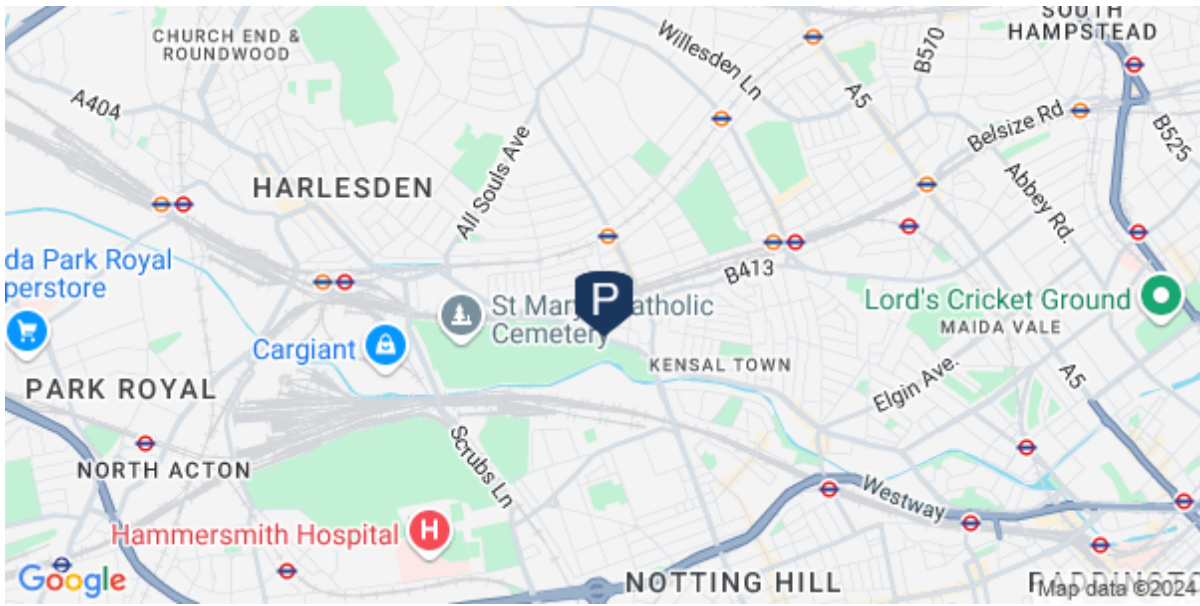 SOUTH
HAMPSTEAD
CHURCH END &
ROUNDWOOD
Willesden Ln
B570
A404
A5
Belsize Rd
B525
HARLESDEN
All Souls Ave
Abbey Rd.
da Park Royal
perstore
B413
St Mary
atholic
Cemetery
P
Lord's Cricket Ground
MAIDA VALE
Cargiant
KENSAL TOWN
PARK ROYAL
Elgin Ave.
A5
Scrubs Ln
NORTH ACTON
Westway
Hammersmith Hospital
H
Google
NOTTING HILL
Map data ©2024